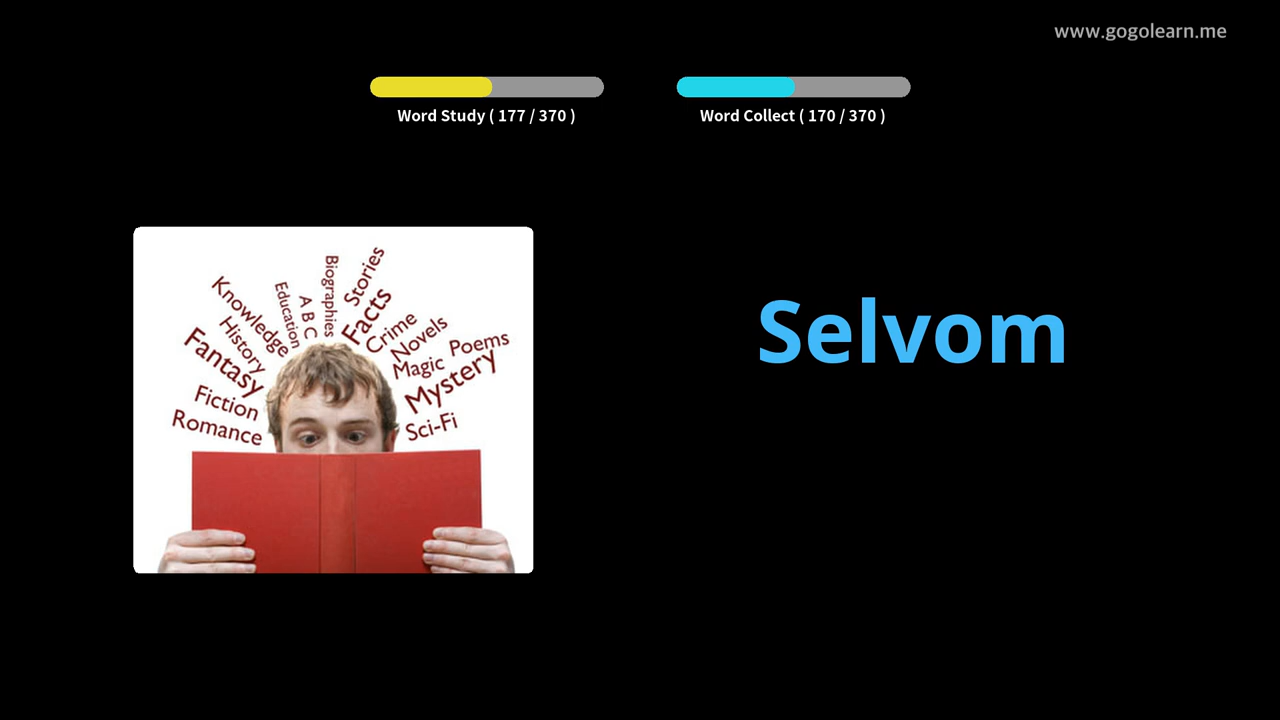 www.gogolearn.me
Word Study ( 177 / 370 )
Word Collect ( 170 / 370 )
Selvom
Biographies
Stories
Education
A B C
Facts
Knowledge
Crime
History
Novels
Poems
Fantasy
Magic
Mystery
Fiction
Romance
Sci-Fi